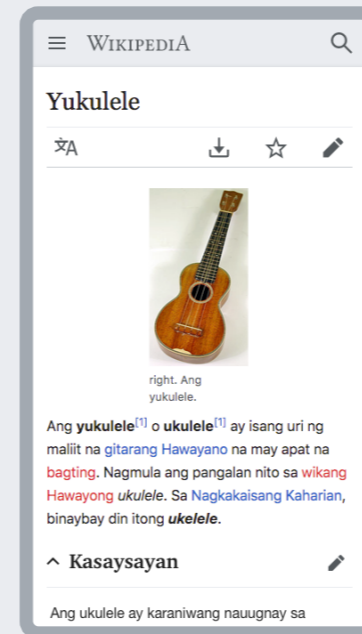 WIKIPEDIA
Yukulele
文A
right. Ang
yukulele.
Ang yukulele[1] o ukulele[1] ay isang uri ng
maliit na gitarang Hawayano na may apat na
bagting. Nagmula ang pangalan nito sa wikang
Hawayong ukulele. Sa Nagkakaisang Kaharian,
binaybay din itong ukelele.
Kasaysayan
Ang ukulele ay karaniwang nauugnay sa